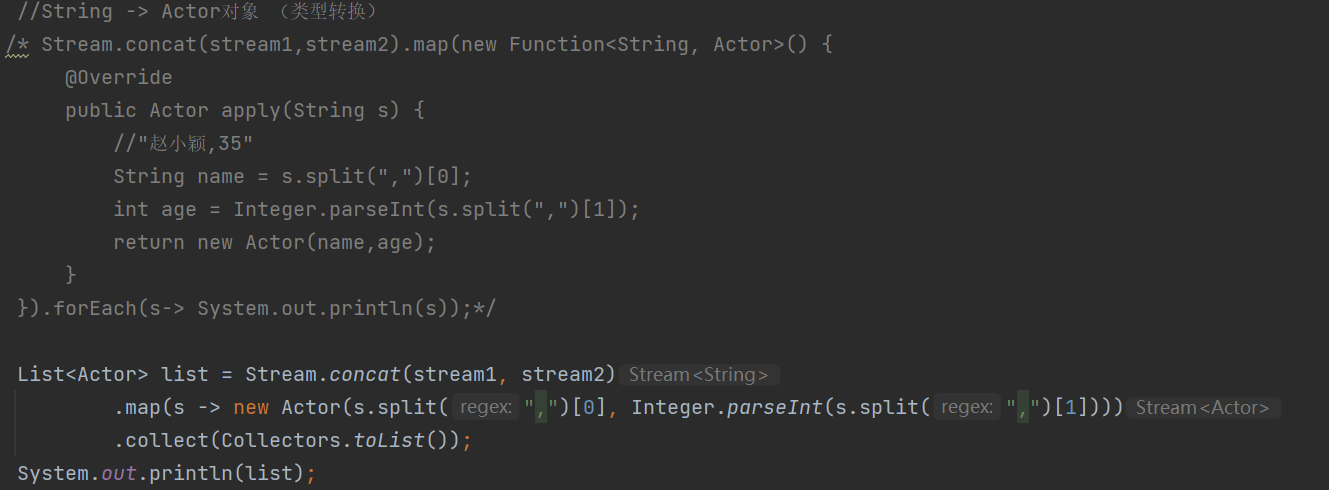 //String -> Actor对象 （类型转换）
/* Stream.concat(stream1,stream2).map(new Function<String, Actor>() {
@Override
public Actor apply(String s) {
//"赵小颖,35"
String name = s.split(",")[0];
int age = Integer.parseInt(s.split(",")[1]);
return new Actor(name,age);
}
}).forEach(s-> System.out.println(s));*/
List<Actor> list = Stream.concat(stream1, stream2) Stream<String>
.map(s -> new Actor(s.split( regex: ",")[0], Integer.parseInt(s.split( regex: ",")[1]))) Stream<Actor>
.collect(Collectors.toList());
System.out.println(list);